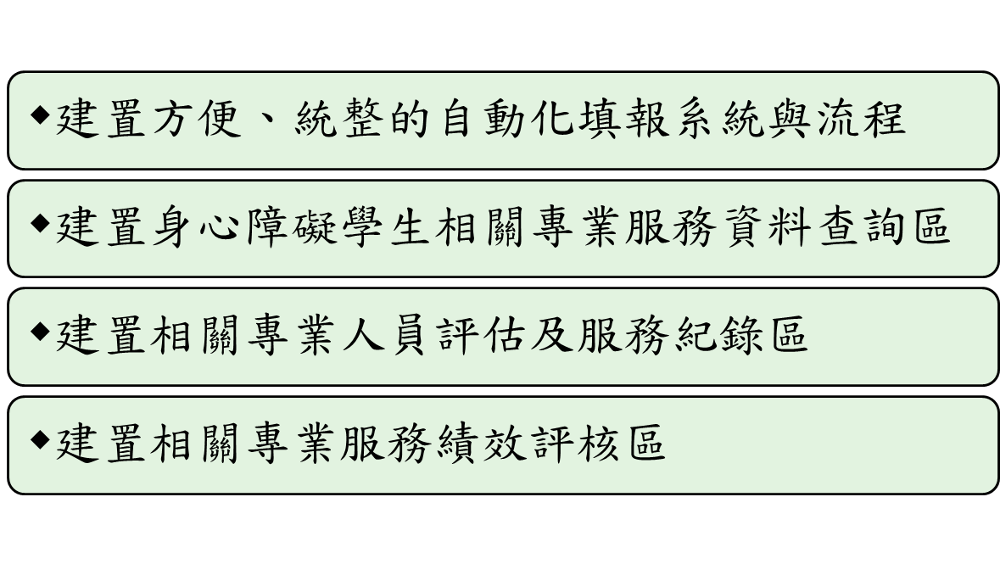 ◆建置方便、統整的自動化填報系統與流程
◆建置身心障礙學生相關專業服務資料查詢區
◆建置相關專業人員評估及服務紀錄區
◆建置相關專業服務績效評核區